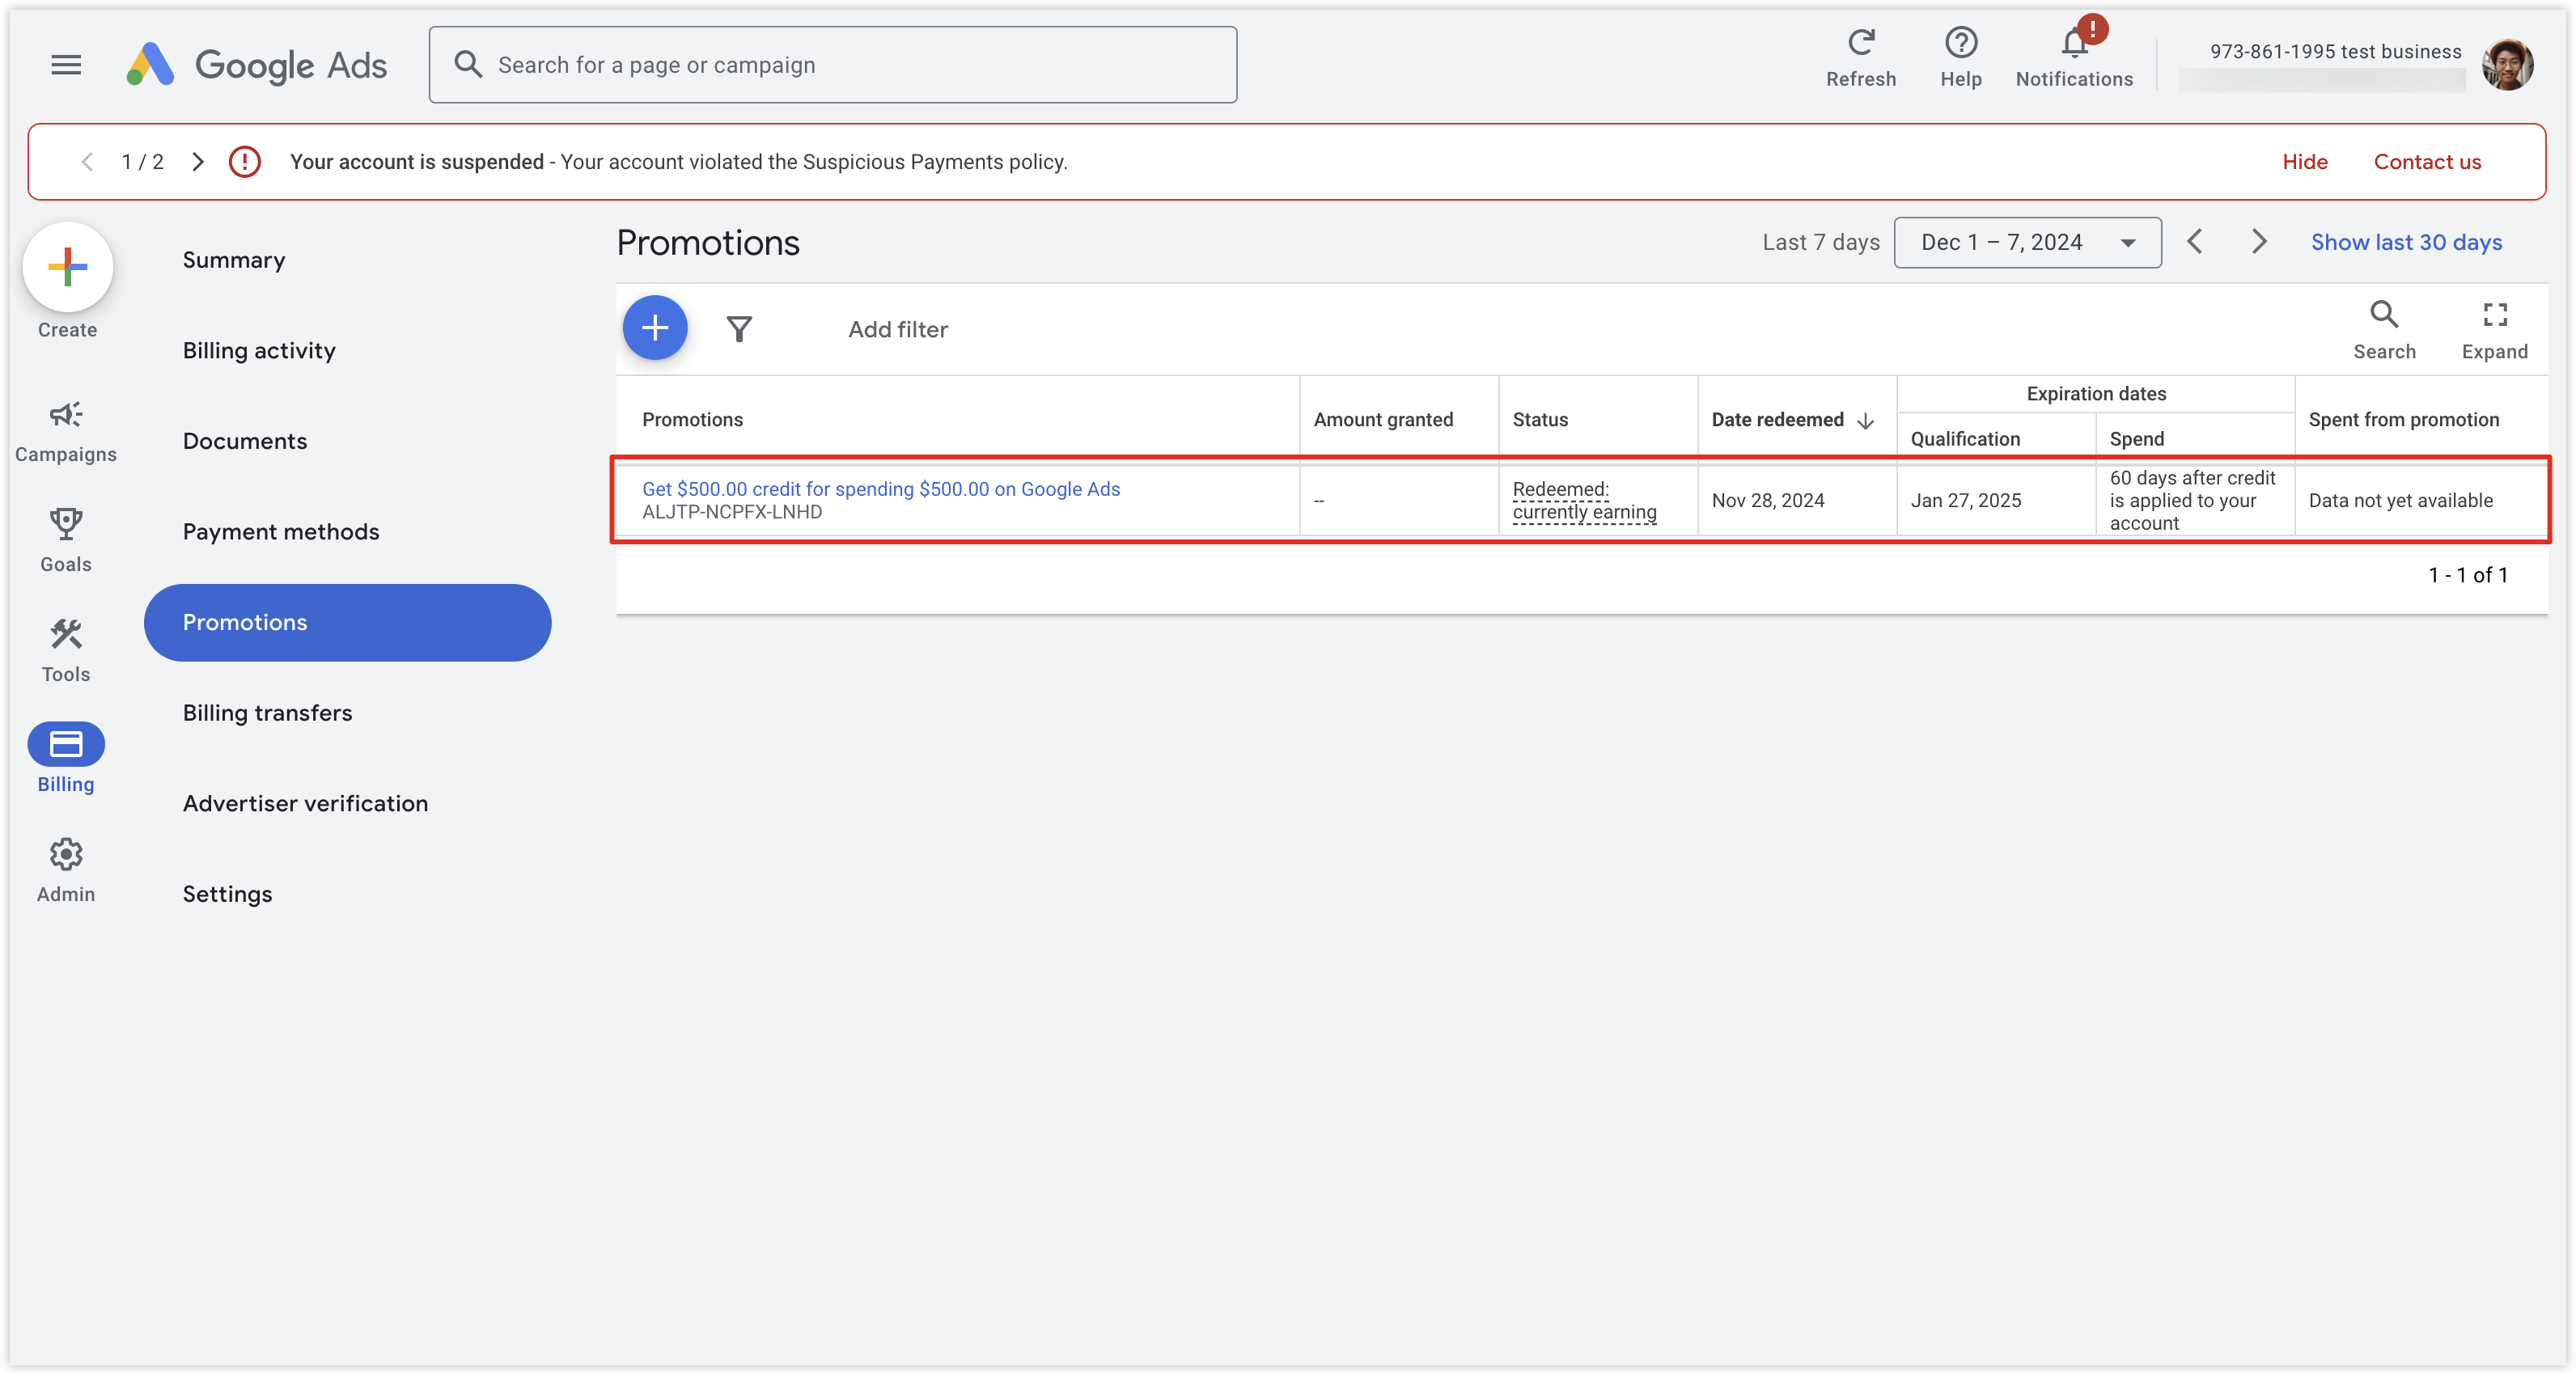 Google Ads
Search for a page or campaign
Refresh
Help
!
Notifications
973-861-1995 test business
1 / 2
Your account is suspended - Your account violated the Suspicious Payments policy.
Hide
Contact us
Create
Campaigns
Goals
Tools
Billing
Admin
Summary
Billing activity
Documents
Payment methods
Promotions
Billing transfers
Advertiser verification
Settings
Promotions
Last 7 days
Dec 1 – 7, 2024
Show last 30 days
Add filter
Search
Expand
Promotions
Amount granted
Status
Date redeemed
Expiration dates
Qualification
Spend
Spent from promotion
Get $500.00 credit for spending $500.00 on Google Ads
ALJTP-NCPFX-LNHD
--
Redeemed:
currently earning
Nov 28, 2024
Jan 27, 2025
60 days after credit
is applied to your
account
Data not yet available
1 - 1 of 1